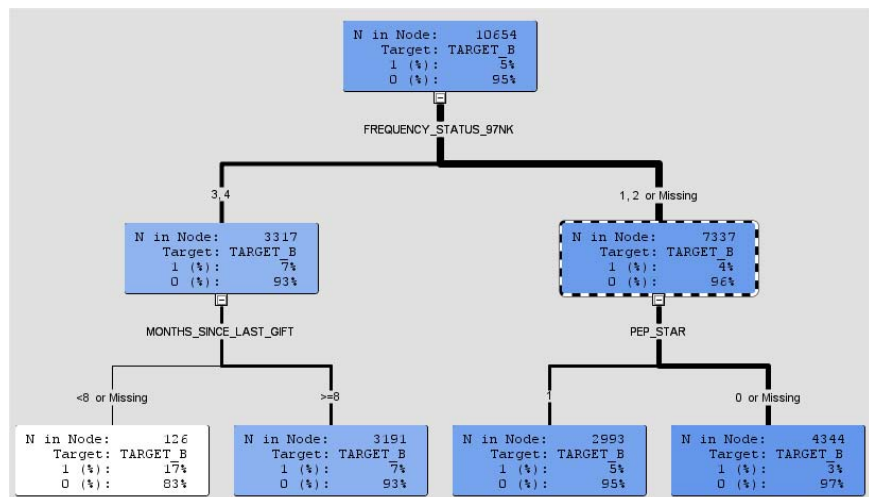 N in Node: 10654
Target: TARGET_B
1 (%): 5%
0 (%): 95%
FREQUENCY_STATUS_97NK
3, 4
1, 2 or Missing
N in Node: 3317
Target: TARGET_B
1 (%): 7%
0 (%): 93%
N in Node: 7337
Target: TARGET_B
1 (%): 4%
0 (%): 96%
MONTHS_SINCE_LAST_GIFT
PEP_STAR
<8 or Missing
>=8
1
0 or Missing
N in Node: 126
Target: TARGET_B
1 (%): 17%
0 (%): 83%
N in Node: 3191
Target: TARGET_B
1 (%): 7%
0 (%): 93%
N in Node: 2993
Target: TARGET_B
1 (%): 5%
0 (%): 95%
N in Node: 4344
Target: TARGET_B
1 (%): 3%
0 (%): 97%